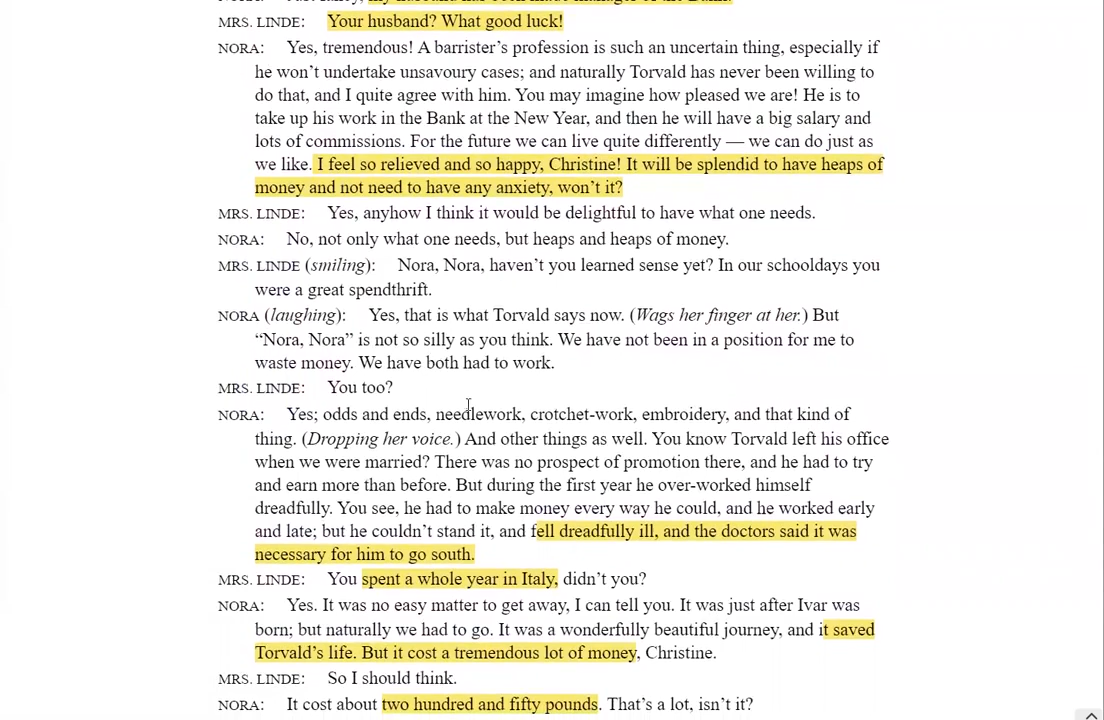 MRS. LINDE: Your husband? What good luck!
NORA: Yes, tremendous! A barrister’s profession is such an uncertain thing, especially if
he won’t undertake unsavoury cases; and naturally Torvald has never been willing to
do that, and I quite agree with him. You may imagine how pleased we are! He is to
take up his work in the Bank at the New Year, and then he will have a big salary and
lots of commissions. For the future we can live quite differently — we can do just as
we like. I feel so relieved and so happy, Christine! It will be splendid to have heaps of
money and not need to have any anxiety, won’t it?
MRS. LINDE: Yes, anyhow I think it would be delightful to have what one needs.
NORA: No, not only what one needs, but heaps and heaps of money.
MRS. LINDE (smiling): Nora, Nora, haven’t you learned sense yet? In our schooldays you
were a great spendthrift.
NORA (laughing): Yes, that is what Torvald says now. (Wags her finger at her.) But
“Nora, Nora” is not so silly as you think. We have not been in a position for me to
waste money. We have both had to work.
MRS. LINDE: You too?
NORA: Yes; odds and ends, needlework, crotchet-work, embroidery, and that kind of
thing. (Dropping her voice.) And other things as well. You know Torvald left his office
when we were married? There was no prospect of promotion there, and he had to try
and earn more than before. But during the first year he over-worked himself
dreadfully. You see, he had to make money every way he could, and he worked early
and late; but he couldn’t stand it, and fell dreadfully ill, and the doctors said it was
necessary for him to go south.
MRS. LINDE: You spent a whole year in Italy, didn’t you?
NORA: Yes. It was no easy matter to get away, I can tell you. It was just after Ivar was
born; but naturally we had to go. It was a wonderfully beautiful journey, and it saved
Torvald’s life. But it cost a tremendous lot of money, Christine.
MRS. LINDE: So I should think.
NORA: It cost about two hundred and fifty pounds. That’s a lot, isn’t it?